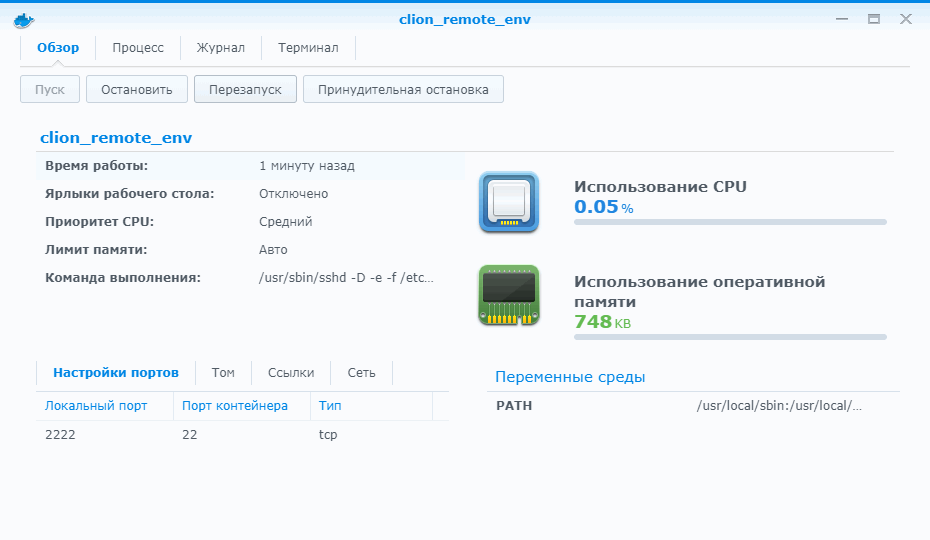 clion_remote_env
Обзор Процесс Журнал Терминал
Пуск Остановить Перезапуск Принудительная остановка
clion_remote_env
Время работы: 1 минуту назад
Ярлыки рабочего стола: Отключено
Приоритет CPU: Средний
Лимит памяти: Авто
Команда выполнения: /usr/sbin/sshd -D -e -f /etc...
Использование CPU
0.05 %
Использование оперативной
памяти
748 KB
Настройки портов Том Ссылки Сеть
Локальный порт Порт контейнера Тип
2222 22 tcp
Переменные среды
PATH /usr/local/sbin:/usr/local/...